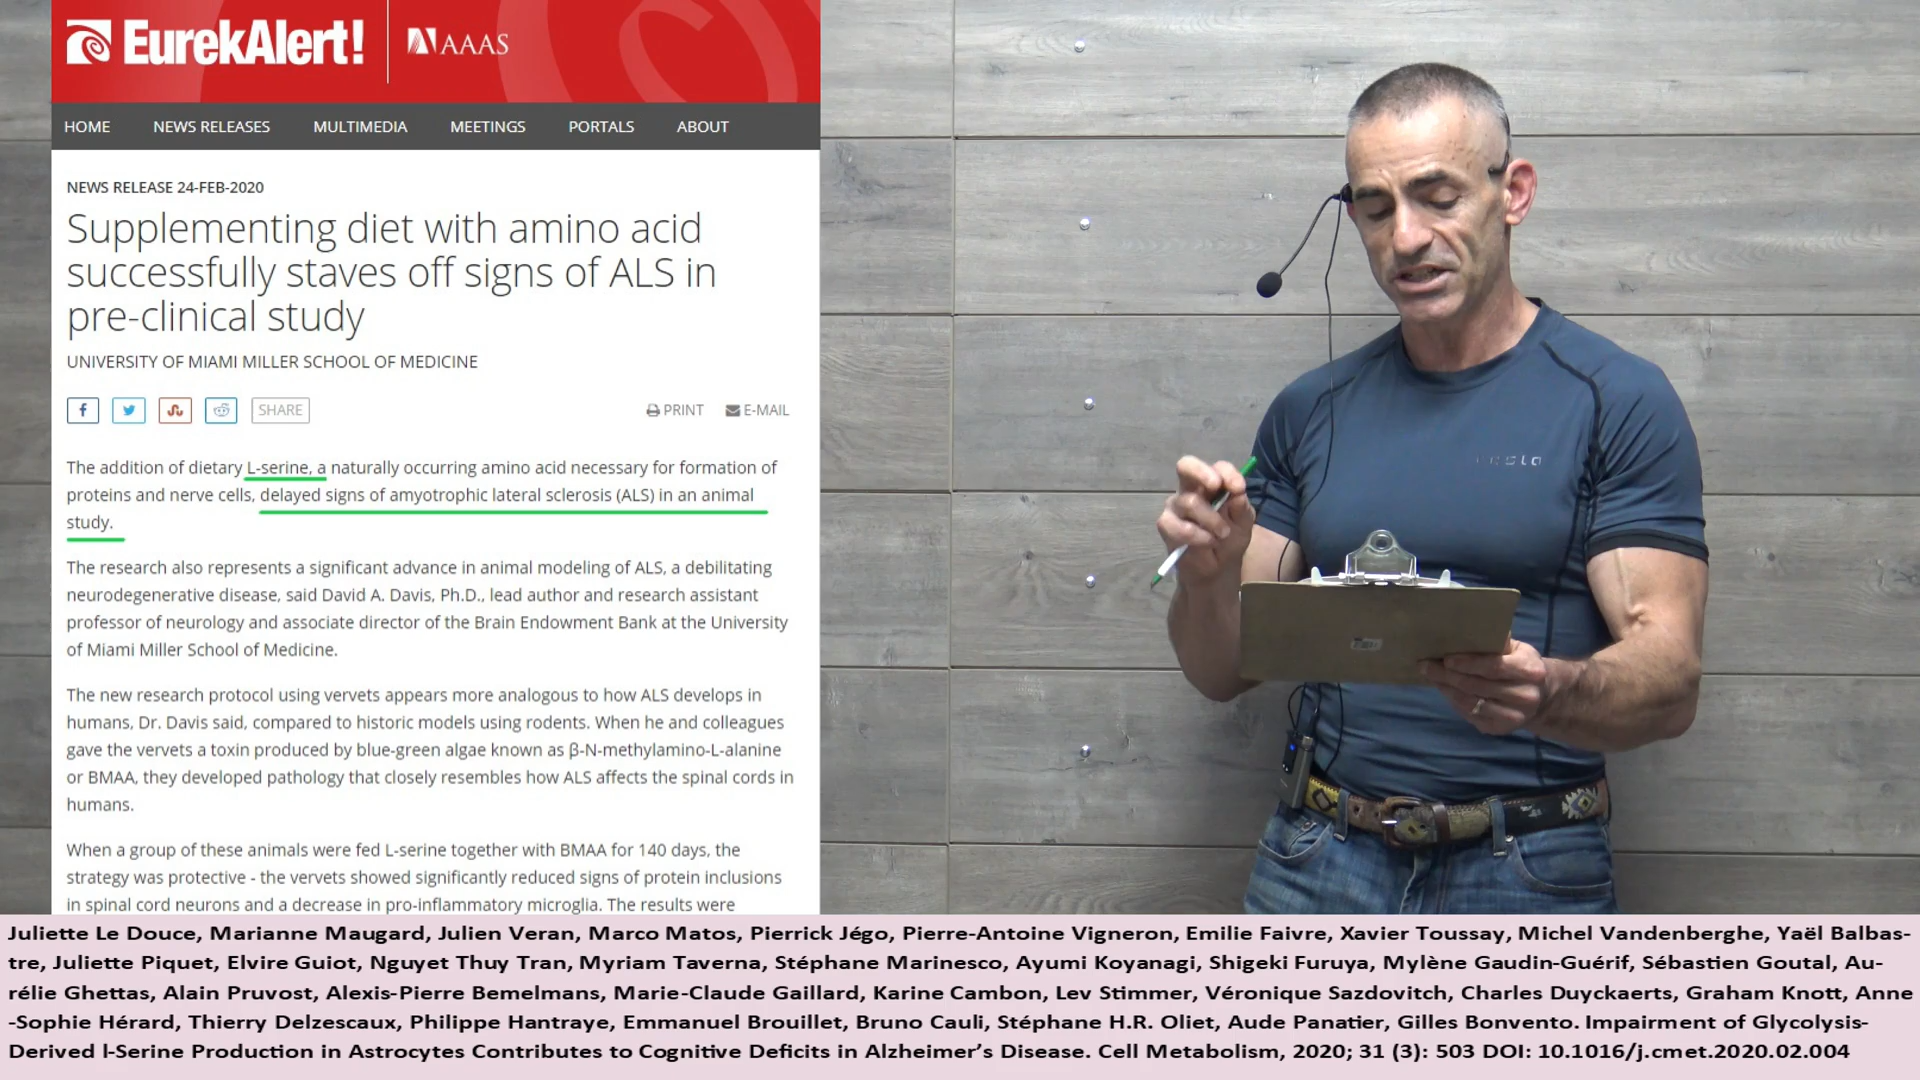 EurekAlert! AAAS
HOME NEWS RELEASES MULTIMEDIA MEETINGS PORTALS ABOUT
NEWS RELEASE 24-FEB-2020
Supplementing diet with amino acid
successfully staves off signs of ALS in
pre-clinical study
UNIVERSITY OF MIAMI MILLER SCHOOL OF MEDICINE
SHARE PRINT E-MAIL
The addition of dietary L-serine, a naturally occurring amino acid necessary for formation of
proteins and nerve cells, delayed signs of amyotrophic lateral sclerosis (ALS) in an animal
study.
The research also represents a significant advance in animal modeling of ALS, a debilitating
neurodegenerative disease, said David A. Davis, Ph.D., lead author and research assistant
professor of neurology and associate director of the Brain Endowment Bank at the University
of Miami Miller School of Medicine.
The new research protocol using vervets appears more analogous to how ALS develops in
humans, Dr. Davis said, compared to historic models using rodents. When he and colleagues
gave the vervets a toxin produced by blue-green algae known as β-N-methylamino-L-alanine
or BMAA, they developed pathology that closely resembles how ALS affects the spinal cords in
humans.
When a group of these animals were fed L-serine together with BMAA for 140 days, the
strategy was protective - the vervets showed significantly reduced signs of protein inclusions
in spinal cord neurons and a decrease in pro-inflammatory microglia. The results were
Juliette Le Douce, Marianne Maugard, Julien Veran, Marco Matos, Pierrick Jégo, Pierre-Antoine Vigneron, Emilie Faivre, Xavier Toussay, Michel Vandenberghe, Yaël Balbas-
tre, Juliette Piquet, Elvire Guiot, Nguyet Thuy Tran, Myriam Taverna, Stéphane Marinesco, Ayumi Koyanagi, Shigeki Furuya, Mylène Gaudin-Guérif, Sébastien Goutal, Au-
rélie Ghettas, Alain Pruvost, Alexis-Pierre Bemelmans, Marie-Claude Gaillard, Karine Cambon, Lev Stimmer, Véronique Sazdovitch, Charles Duyckaerts, Graham Knott, Anne
-Sophie Hérard, Thierry Delzescaux, Philippe Hantraye, Emmanuel Brouillet, Bruno Cauli, Stéphane H.R. Oliet, Aude Panatier, Gilles Bonvento. Impairment of Glycolysis-
Derived l-Serine Production in Astrocytes Contributes to Cognitive Deficits in Alzheimer's Disease. Cell Metabolism, 2020; 31 (3): 503 DOI: 10.1016/j.cmet.2020.02.004